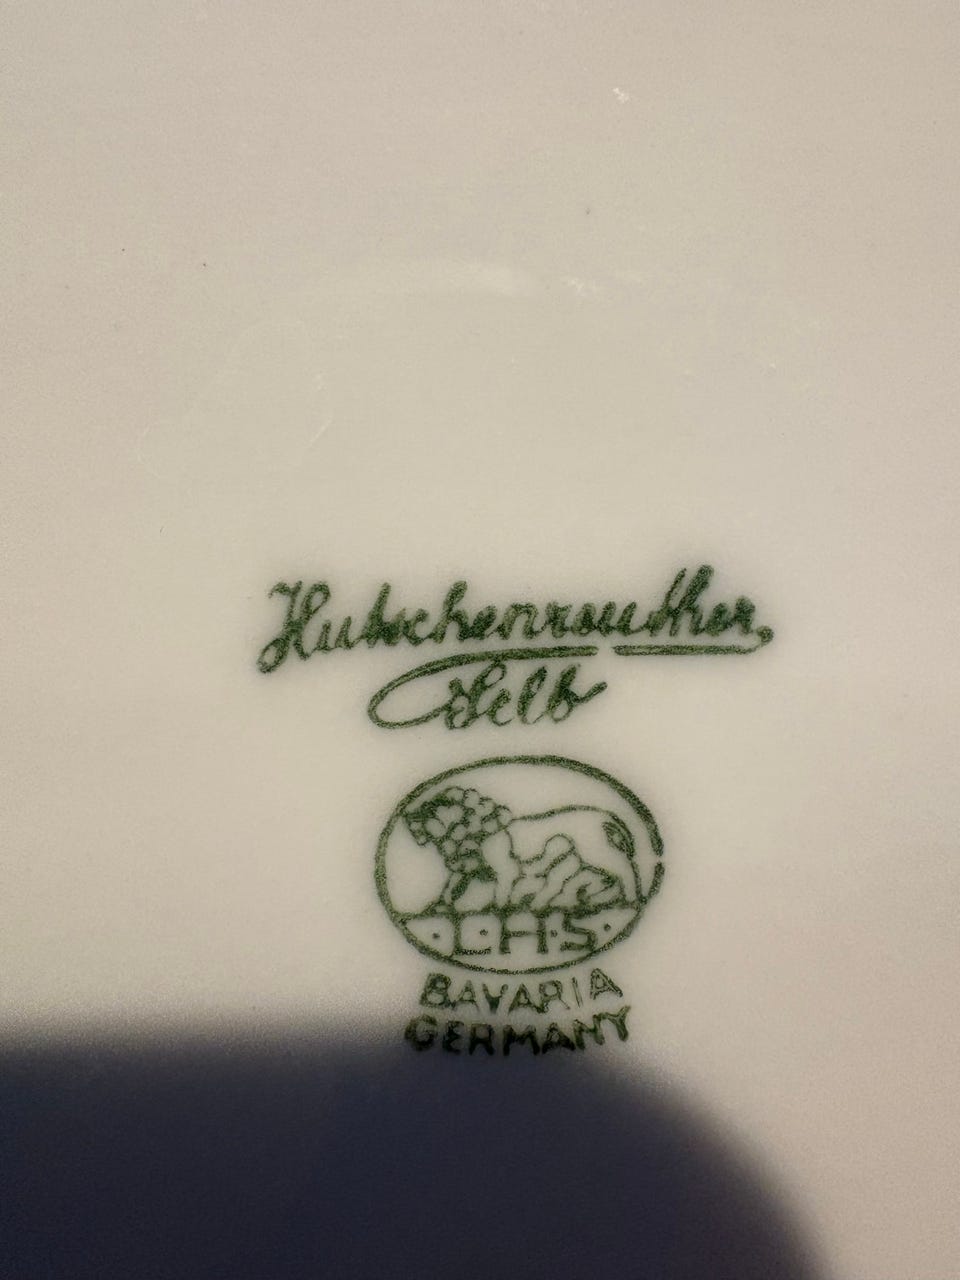 Hutschenreuther
Selb
L·H·S·
BAVARIA
GERMANY